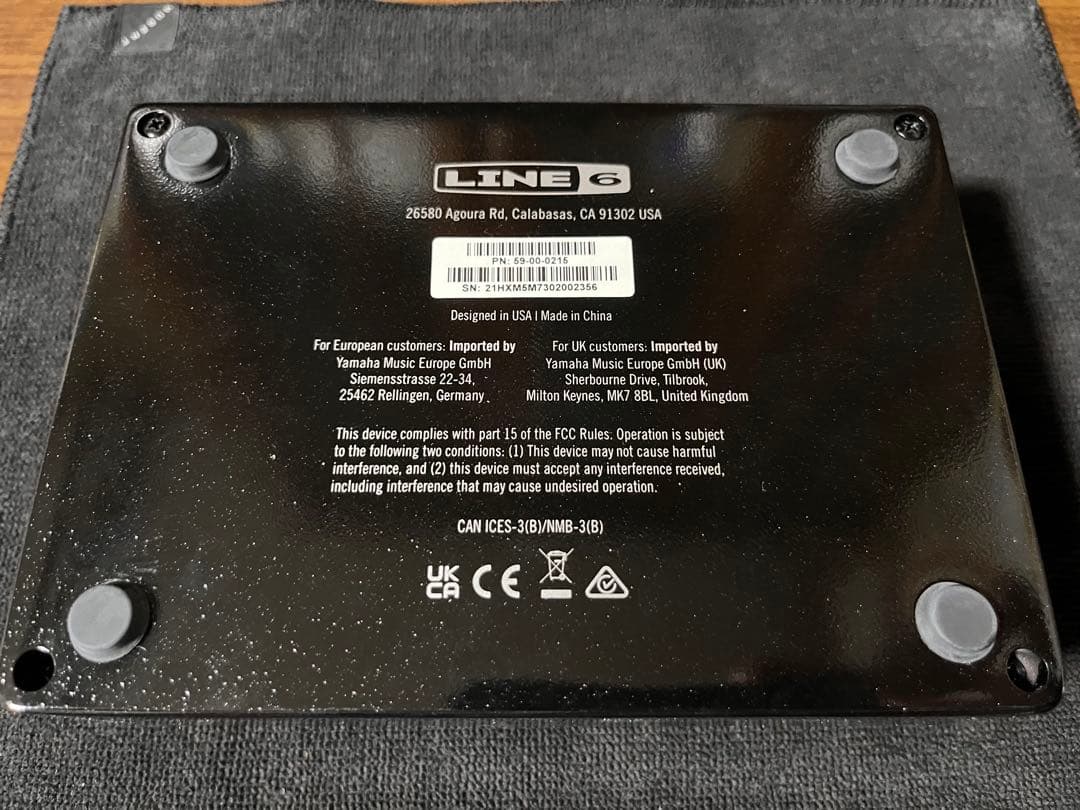 LINE 6
26580 Agoura Rd, Calabasas, CA 91302 USA
PN: 59-00-0215
SN: 21HXM5M7302002356
Designed in USA | Made in China
For European customers: Imported by
Yamaha Music Europe GmbH
Siemensstrasse 22-34,
25462 Rellingen, Germany
For UK customers: Imported by
Yamaha Music Europe GmbH (UK)
Sherbourne Drive, Tilbrook,
Milton Keynes, MK7 8BL, United Kingdom
This device complies with part 15 of the FCC Rules. Operation is subject
to the following two conditions: (1) This device may not cause harmful
interference, and (2) this device must accept any interference received,
including interference that may cause undesired operation.
CAN ICES-3(B)/NMB-3(B)
UK
CA
CE